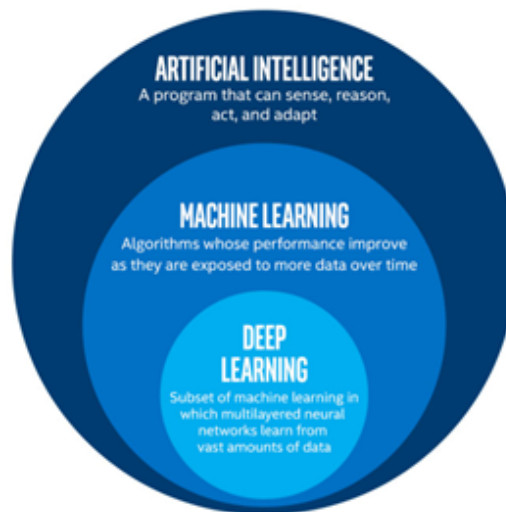 ARTIFICIAL INTELLIGENCE
A program that can sense, reason,
act, and adapt
MACHINE LEARNING
Algorithms whose performance improve
as they are exposed to more data over time
DEEP
LEARNING
Subset of machine learning in
which multilayered neural
networks learn from
vast amounts of data